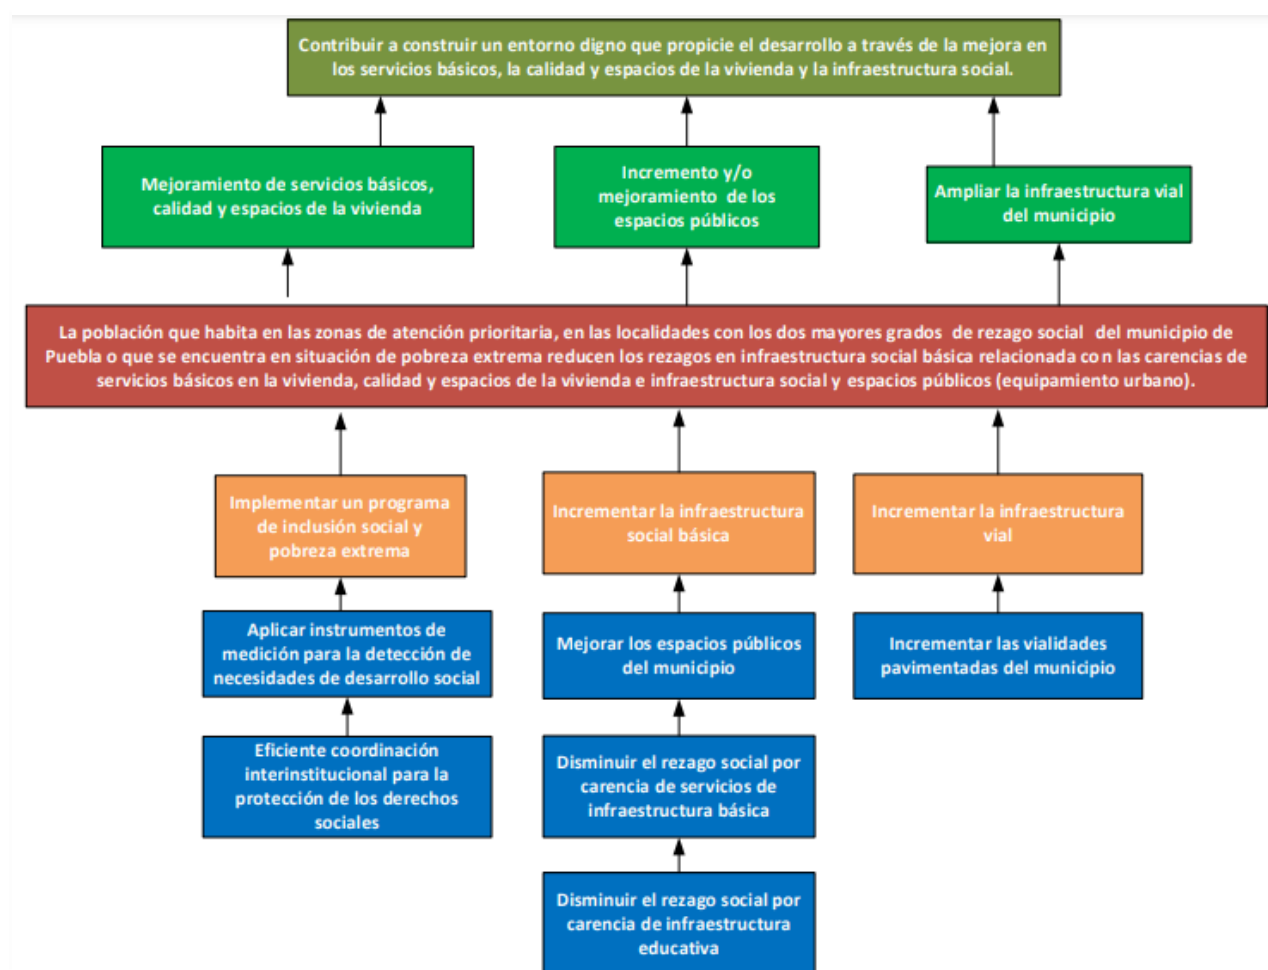 Contribuir a construir un entorno digno que propicie el desarrollo a través de la mejora en
los servicios básicos, la calidad y espacios de la vivienda y la infraestructura social.
Mejoramiento de servicios básicos,
calidad y espacios de la vivienda
Incremento y/o
mejoramiento de los
espacios públicos
Ampliar la infraestructura vial
del municipio
La población que habita en las zonas de atención prioritaria, en las localidades con los dos mayores grados de rezago social del municipio de
Puebla o que se encuentra en situación de pobreza extrema reducen los rezagos en infraestructura social básica relacionada con las carencias de
servicios básicos en la vivienda, calidad y espacios de la vivienda e infraestructura social y espacios públicos (equipamiento urbano).
Implementar un programa
de inclusión social y
pobreza extrema
Incrementar la infraestructura
social básica
Incrementar la infraestructura
vial
Aplicar instrumentos de
medición para la detección de
necesidades de desarrollo social
Mejorar los espacios públicos
del municipio
Incrementar las vialidades
pavimentadas del municipio
Eficiente coordinación
interinstitucional para la
protección de los derechos
sociales
Disminuir el rezago social por
carencia de servicios de
infraestructura básica
Disminuir el rezago social por
carencia de infraestructura
educativa